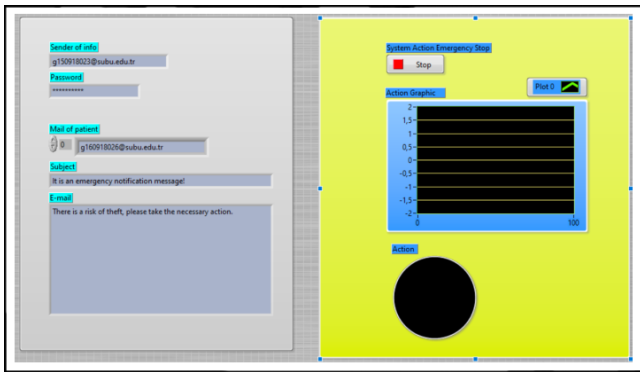 Sender of info
g150918023@subu.edu.tr
Password
**********
Mail of patient
0
g160918026@subu.edu.tr
Subject
It is an emergency notification message!
E-mail
There is a risk of theft, please take the necessary action.
System Action Emergency Stop
Stop
Action Graphic
Plot 0
2
1,5
1
0,5
0
-0,5
-1
-1,5
-2
0 100
Action